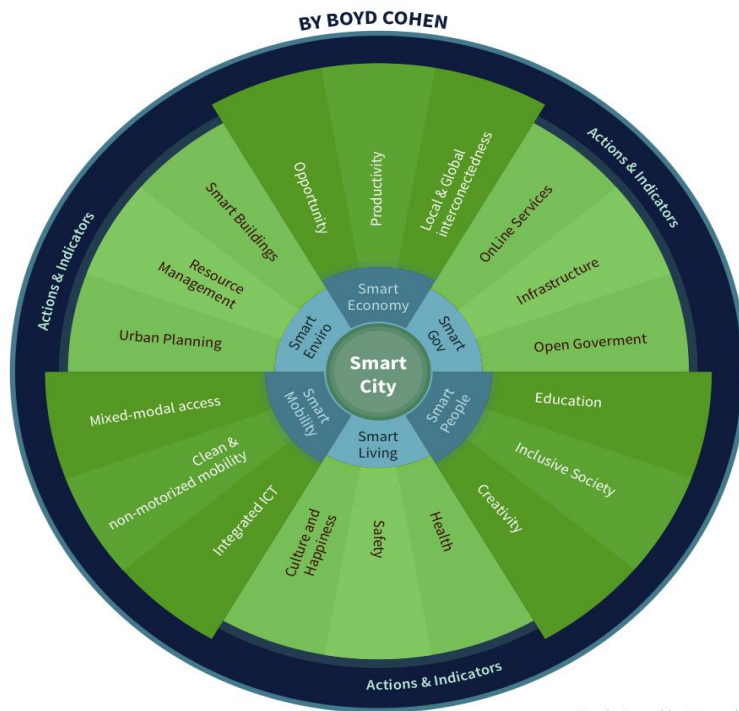 BY BOYD COHEN
Actions & Indicators
Actions & Indicators
Opportunity
Productivity
Local & Global
interconnectedness
Smart Buildings
Resource
Management
Urban Planning
OnLine Services
Infrastructure
Open Goverment
Smart
Economy
Smart
Enviro
Smart
Gov
Smart
City
Smart
Mobility
Smart
People
Smart
Living
Mixed-modal access
Clean &
non-motorized mobility
Integrated ICT
Education
Inclusive Society
Creativity
Culture and
Happiness
Safety
Health
Actions & Indicators